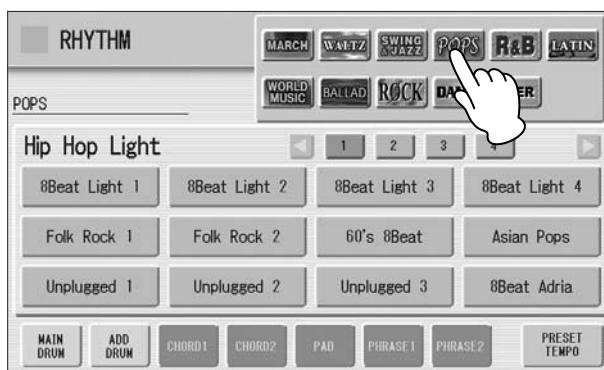 RHYTHM
MARCH WALTZ SWING & JAZZ POPS R&B LATIN
WORLD MUSIC BALLAD ROCK
POPS
Hip Hop Light 1 2 3 4
8Beat Light 1 8Beat Light 2 8Beat Light 3 8Beat Light 4
Folk Rock 1 Folk Rock 2 60's 8Beat Asian Pops
Unplugged 1 Unplugged 2 Unplugged 3 8Beat Adria
MAIN DRUM ADD DRUM CHORD1 CHORD2 PAD PHRASE1 PHRASE2 PRESET TEMPO